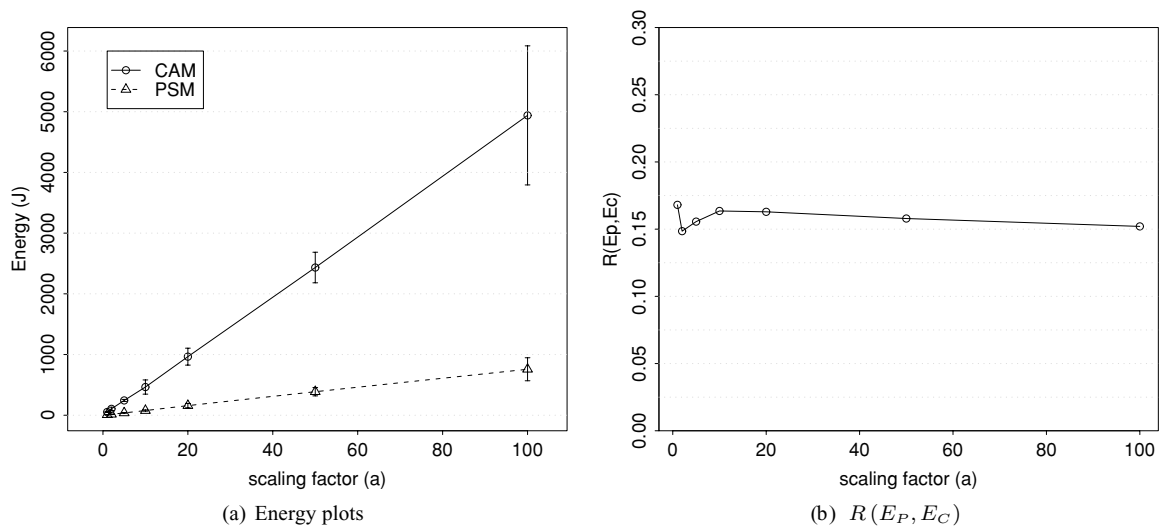 CAM
PSM
Energy (J)
0 1000 2000 3000 4000 5000 6000
0 20 40 60 80 100
scaling factor (a)
(a) Energy plots
R(Ep,Ec)
0.00 0.05 0.10 0.15 0.20 0.25 0.30
0 20 40 60 80 100
scaling factor (a)
(b) R (E_P, E_C)